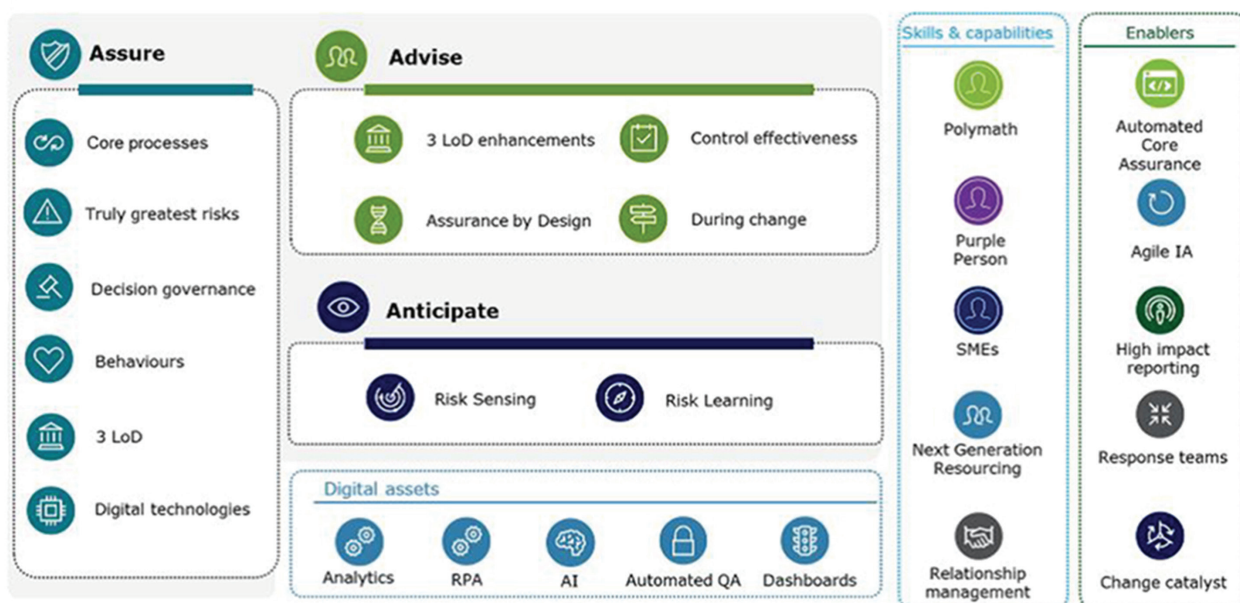 Assure
Core processes
Truly greatest risks
Decision governance
Behaviours
3 LoD
Digital technologies
Advise
3 LoD enhancements
Control effectiveness
Assurance by Design
During change
Anticipate
Risk Sensing
Risk Learning
Digital assets
Analytics
RPA
AI
Automated QA
Dashboards
Skills & capabilities
Polymath
Purple
Person
SMEs
Next Generation
Resourcing
Relationship
management
Enablers
Automated
Core
Assurance
Agile IA
High impact
reporting
Response teams
Change catalyst